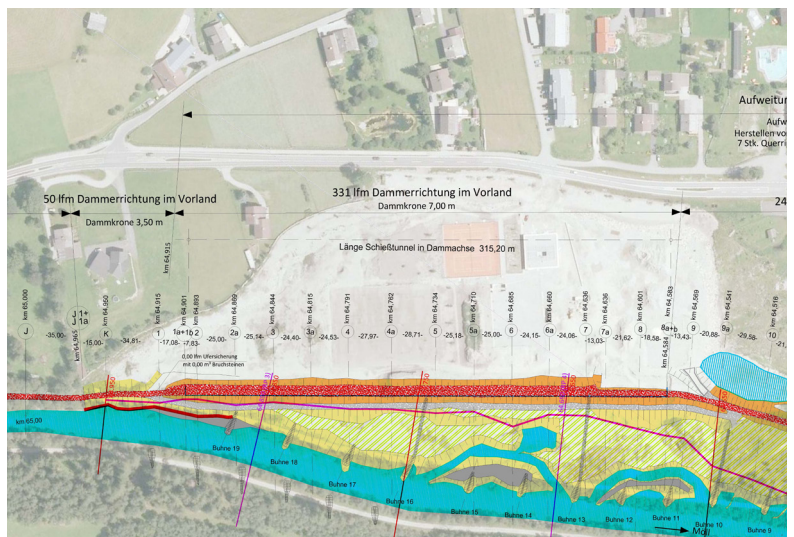 Aufweitu
Aufw
Herstellen vo
7 Stk. Querri
50 lfm Dammerrichtung im Vorland
331 lfm Dammerrichtung im Vorland
24
Dammkrone 3,50 m
Dammkrone 7,00 m
Länge Schießtunnel in Dammachse 315,20 m
km 64,915
km 65,000
km 64,965
km 64,950
km 64,915
km 64,901
km 64,893
km 64,869
km 64,844
km 64,815
km 64,791
km 64,762
km 64,734
km 64,710
km 64,685
km 64,660
km 64,636
km 64,636
km 64,601
km 64,583
km 64,584
km 64,569
km 64,541
km 64,516
J 1+
J 1a
J
K
1
1a+b
2
2a
3
3a
4
4a
5
5a
6
6a
7
7a
8
8a+b
9
9a
10
-35,00-
-15,00-
-34,81-
-17,08-
-7,83-
-25,00-
-25,14-
-24,40-
-24,53-
-27,97-
-28,71-
-25,18-
-25,00-
-24,15-
-24,06-
-13,03-
-21,62-
-18,58-
-13,43-
-20,88-
-29,58-
-21,
0,00 lfm Ufersicherung
mit 0,00 m³ Bruchsteinen
km 65,00
Buhne 19
Buhne 18
Buhne 17
Buhne 16
Buhne 15
Buhne 14
Buhne 13
Buhne 12
Buhne 11
Buhne 10
Buhne 9
Möll